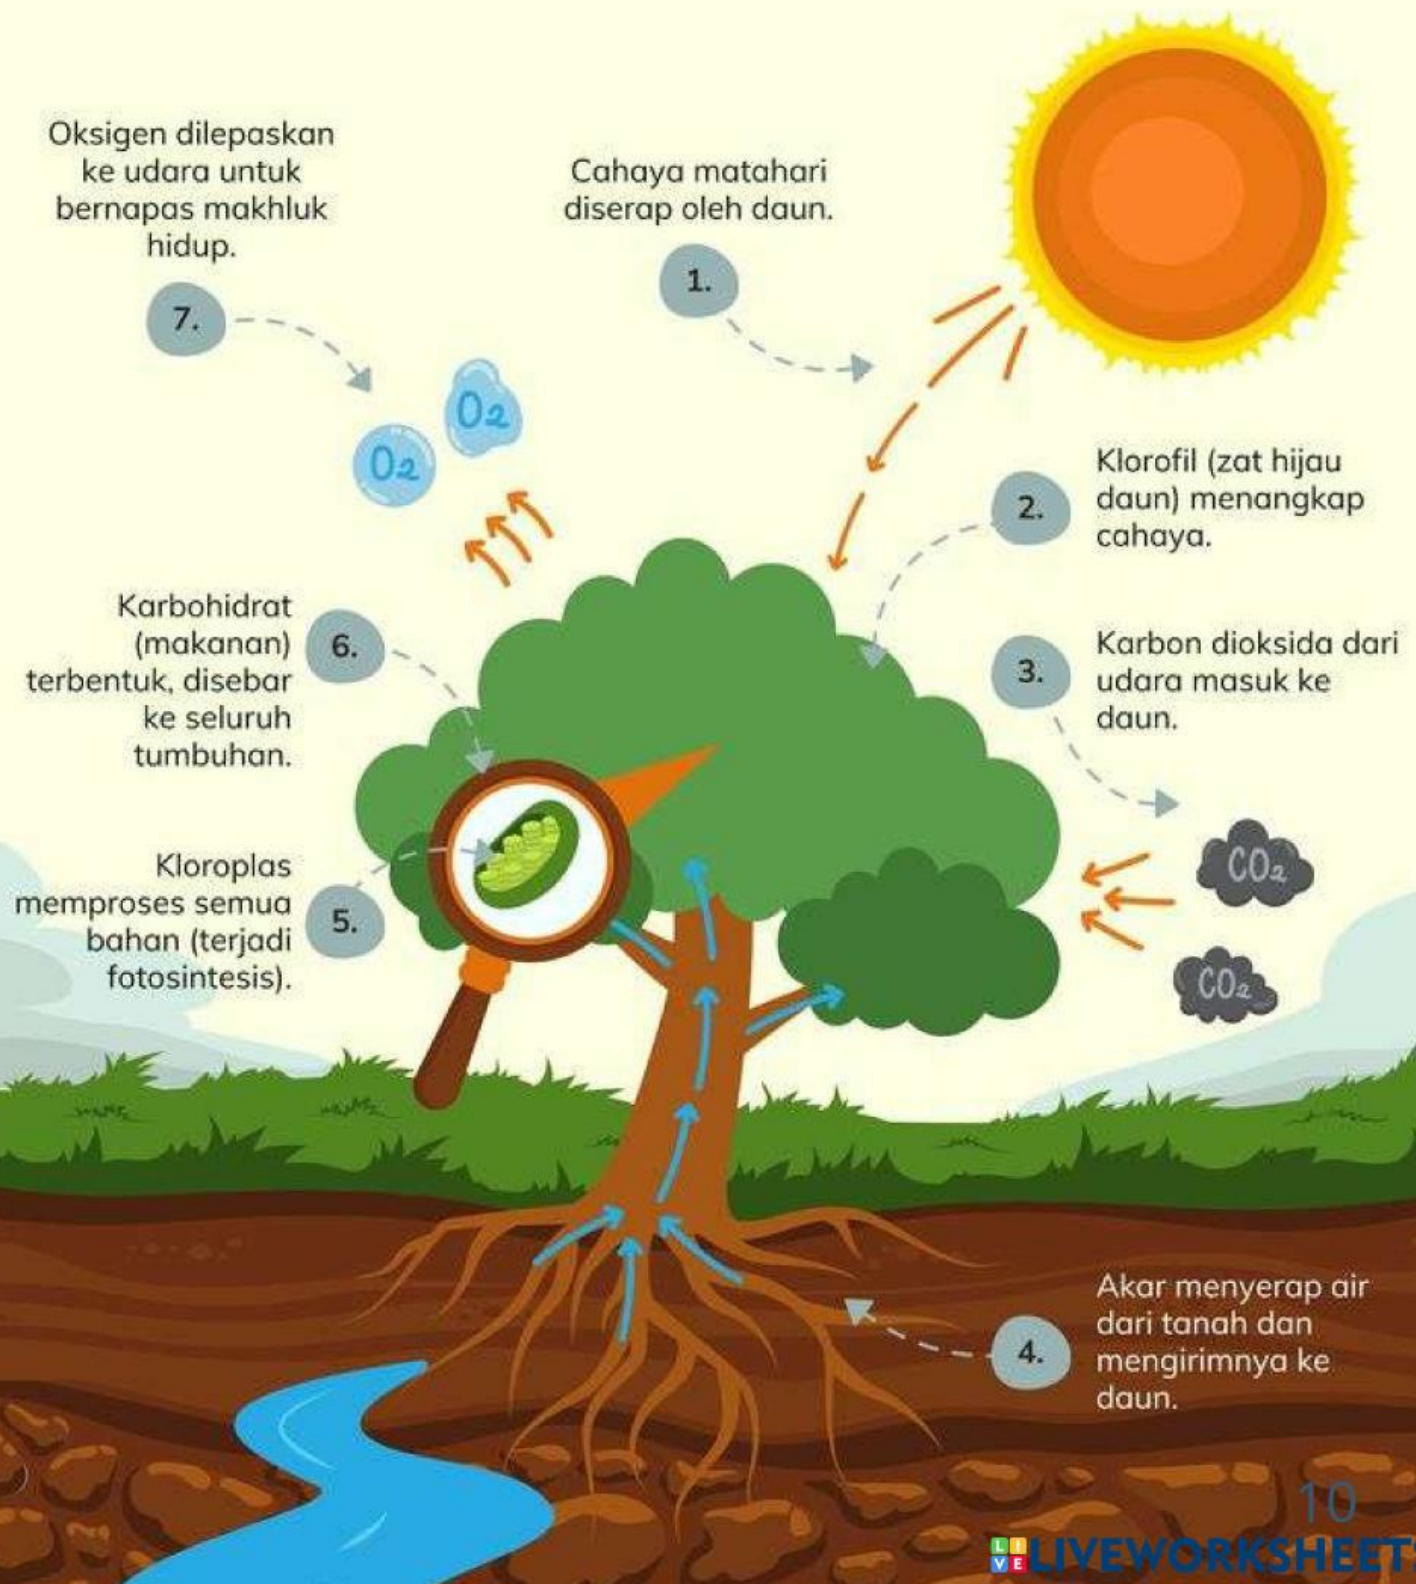 Oksigen dilepaskan
ke udara untuk
bernapas makhluk
hidup.
7.
Cahaya matahari
diserap oleh daun.
1.
O2
O2
2.
Klorofil (zat hijau
daun) menangkap
cahaya.
3.
Karbon dioksida dari
udara masuk ke
daun.
CO2
CO2
Karbohidrat
(makanan)
terbentuk, disebar
ke seluruh
tumbuhan.
6.
Kloroplas
memproses semua
bahan (terjadi
fotosintesis).
5.
4.
Akar menyerap air
dari tanah dan
mengirimnya ke
daun.
10
LIVE LIVEWORKSHEET